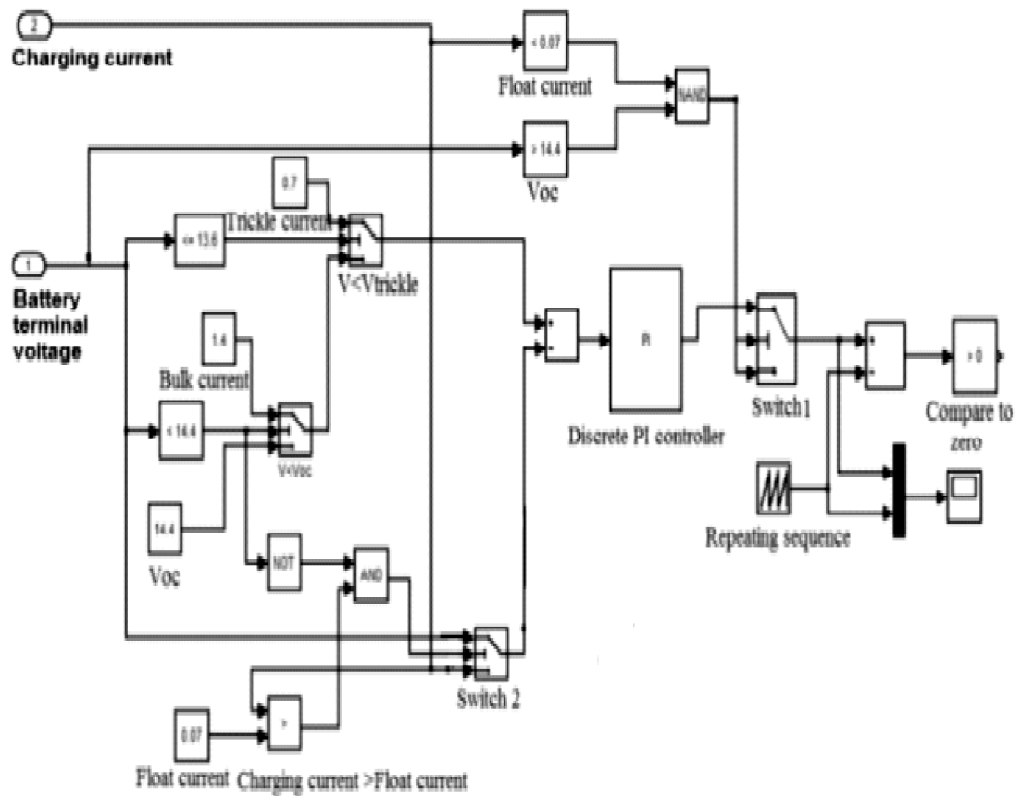 2
Charging current
< 0.07
Float current
NAND
> 14.4
Voc
0.7
Trickle current
<= 13.6
V<Vtrickle
1
Battery
terminal
voltage
1.6
Bulk current
< 14.4
V<Voc
14.4
Voc
NOT
AND
PI
Discrete PI controller
Switch1
> 0
Compare to
zero
Repeating sequence
Switch 2
0.07
Float current
>
Charging current >Float current